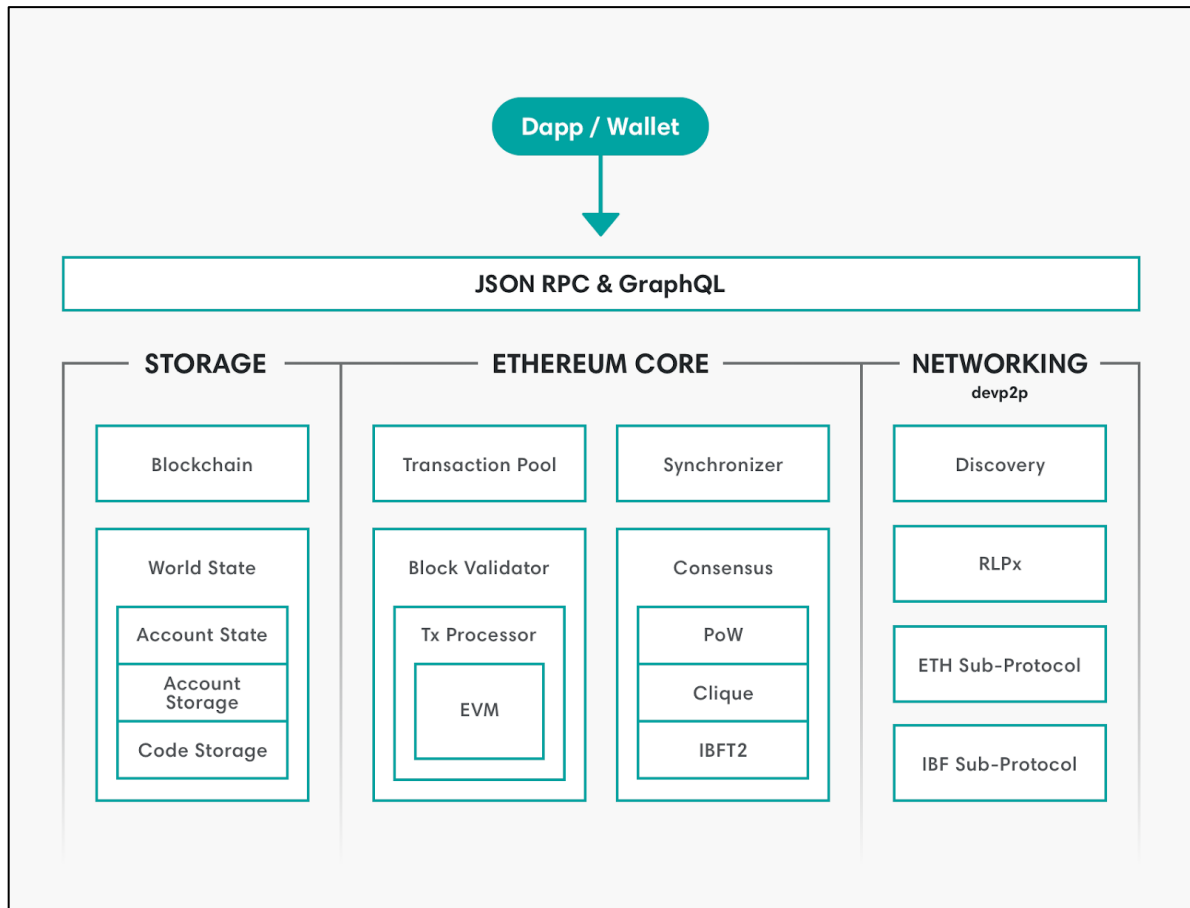 Dapp / Wallet
JSON RPC & GraphQL
STORAGE
Blockchain
World State
Account State
Account
Storage
Code Storage
ETHEREUM CORE
Transaction Pool
Block Validator
Tx Processor
EVM
Synchronizer
Consensus
PoW
Clique
IBFT2
NETWORKING
devp2p
Discovery
RLPx
ETH Sub-Protocol
IBF Sub-Protocol